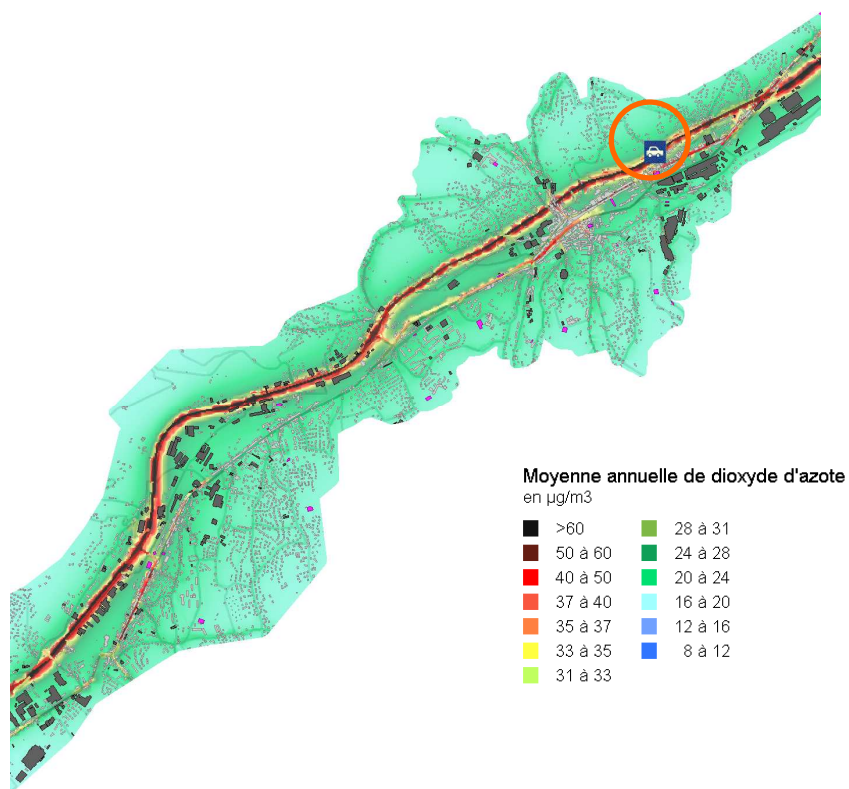 Moyenne annuelle de dioxyde d'azote
en µg/m3
>60
50 à 60
40 à 50
37 à 40
35 à 37
33 à 35
31 à 33
28 à 31
24 à 28
20 à 24
16 à 20
12 à 16
8 à 12